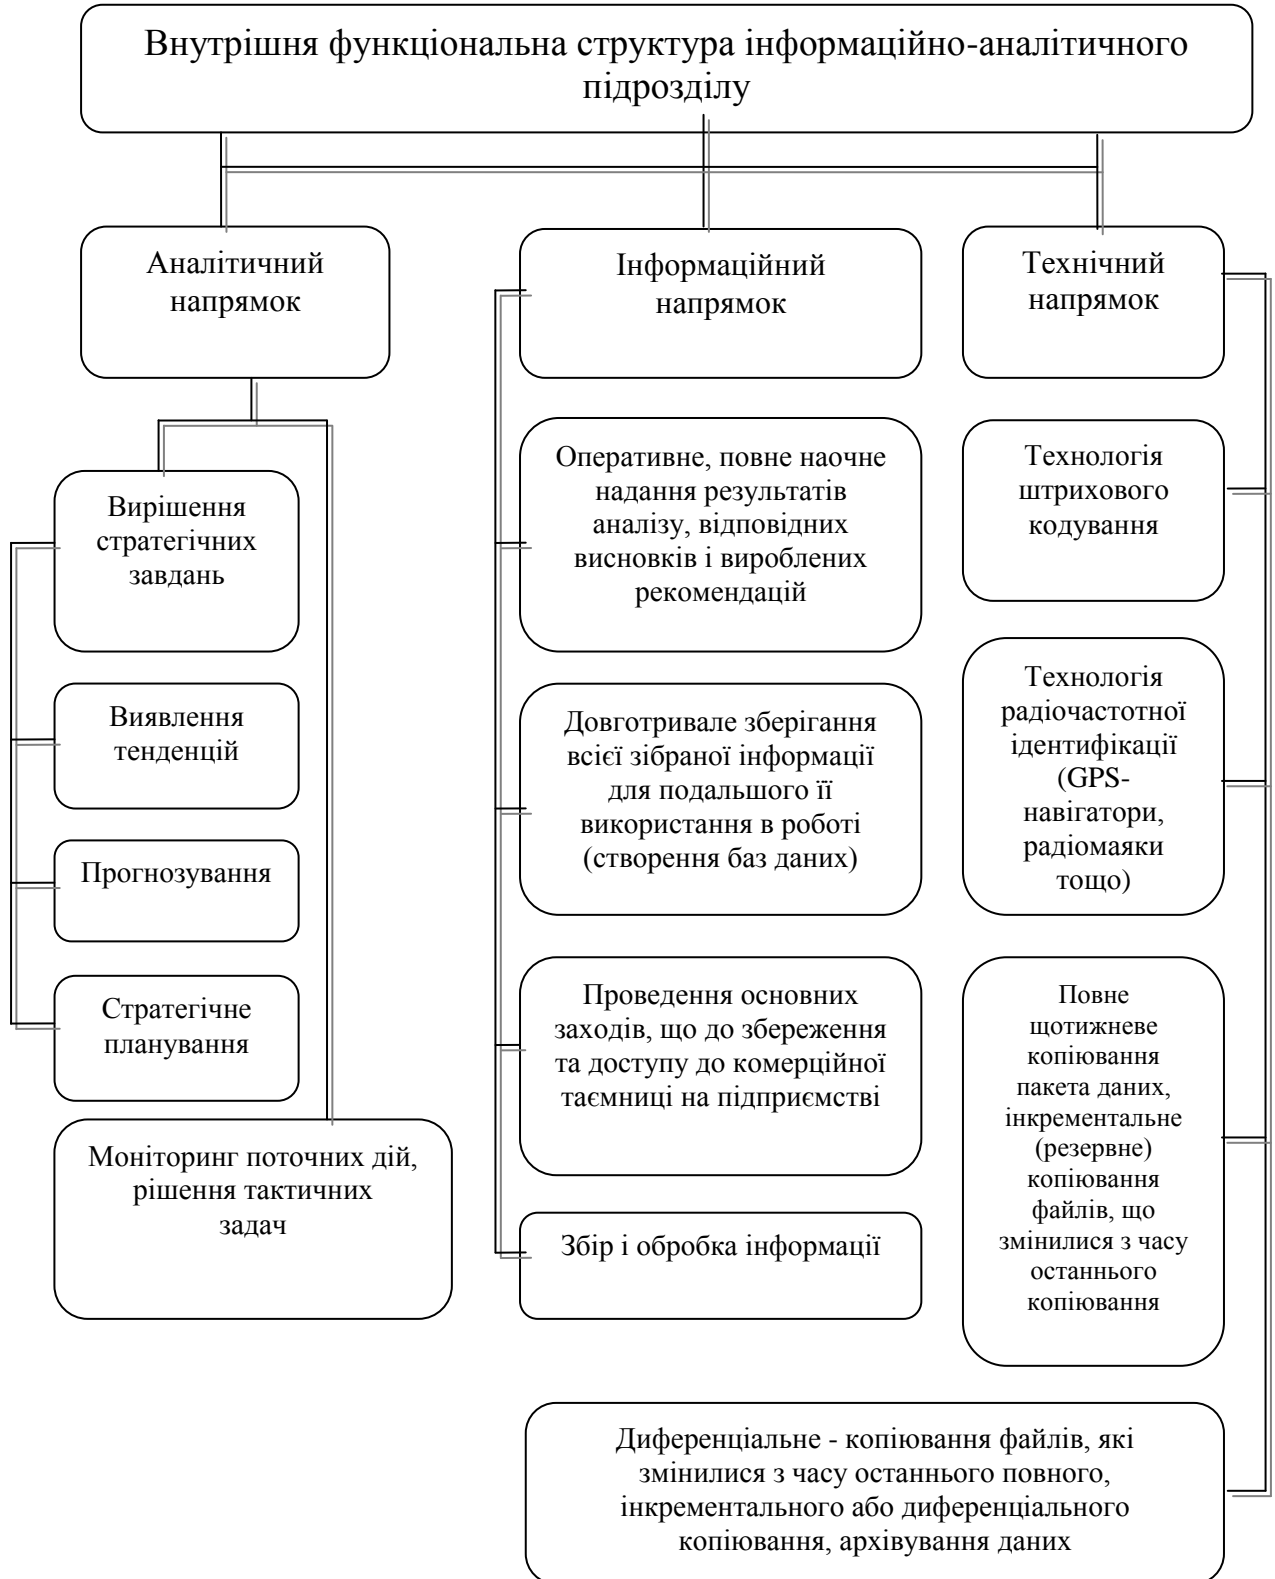 Внутрішня функціональна структура інформаційно-аналітичного
підрозділу
Аналітичний
напрямок
Вирішення
стратегічних
завдань
Виявлення
тенденцій
Прогнозування
Стратегічне
планування
Моніторинг поточних дій,
рішення тактичних
задач
Інформаційний
напрямок
Оперативне, повне наочне
надання результатів
аналізу, відповідних
висновків і вироблених
рекомендацій
Довготривале зберігання
всієї зібраної інформації
для подальшого її
використання в роботі
(створення баз даних)
Проведення основних
заходів, що до збереження
та доступу до комерційної
таємниці на підприємстві
Збір і обробка інформації
Технічний
напрямок
Технологія
штрихового
кодування
Технологія
радіочастотної
ідентифікації
(GPS-
навігатори,
радіомаяки
тощо)
Повне
щотижневе
копіювання
пакета даних,
інкрементальне
(резервне)
копіювання
файлів, що
змінилися з часу
останнього
копіювання
Диференціальне - копіювання файлів, які
змінилися з часу останнього повного,
інкрементального або диференціального
копіювання, архівування даних